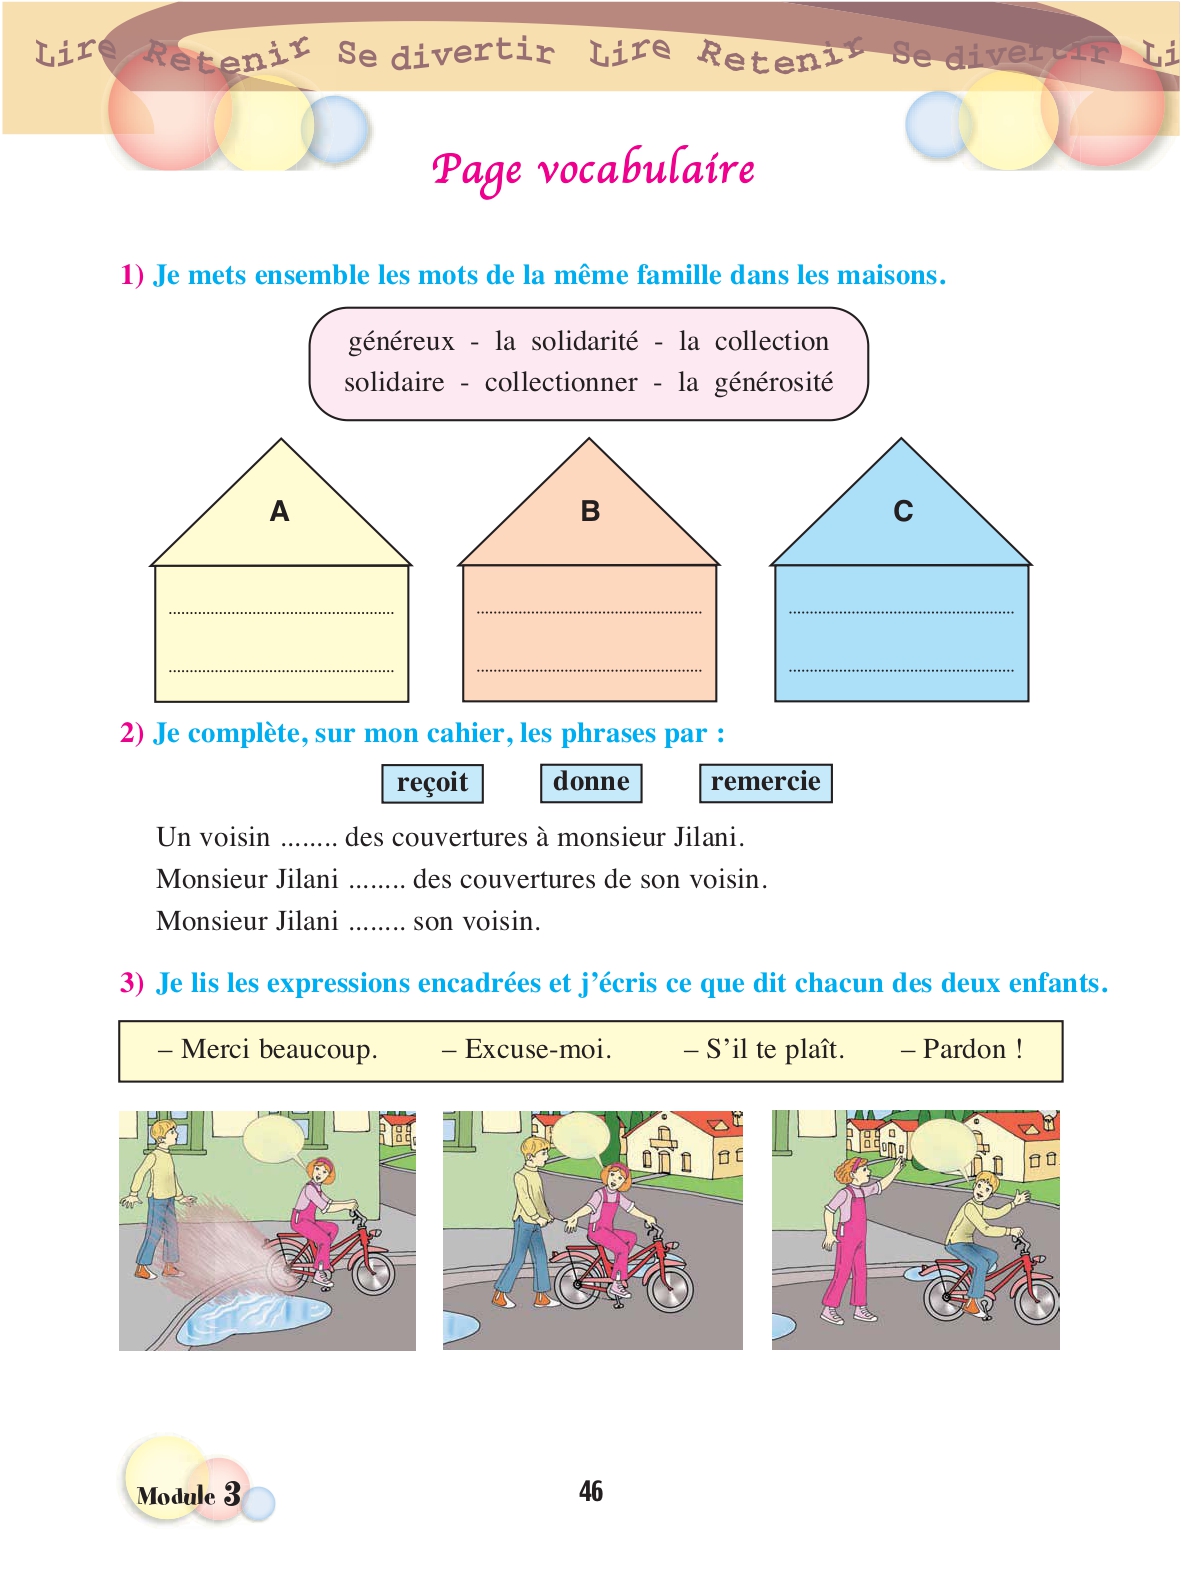 Lire Retenir Se divertir Lire Retenir Se divertir Li
Page vocabulaire
1) Je mets ensemble les mots de la même famille dans les maisons.
généreux - la solidarité - la collection
solidaire - collectionner - la générosité
A B C
2) Je complète, sur mon cahier, les phrases par :
reçoit donne remercie
Un voisin ........ des couvertures à monsieur Jilani.
Monsieur Jilani ........ des couvertures de son voisin.
Monsieur Jilani ........ son voisin.
3) Je lis les expressions encadrées et j’écris ce que dit chacun des deux enfants.
– Merci beaucoup. – Excuse-moi. – S’il te plaît. – Pardon !
Module 3
46